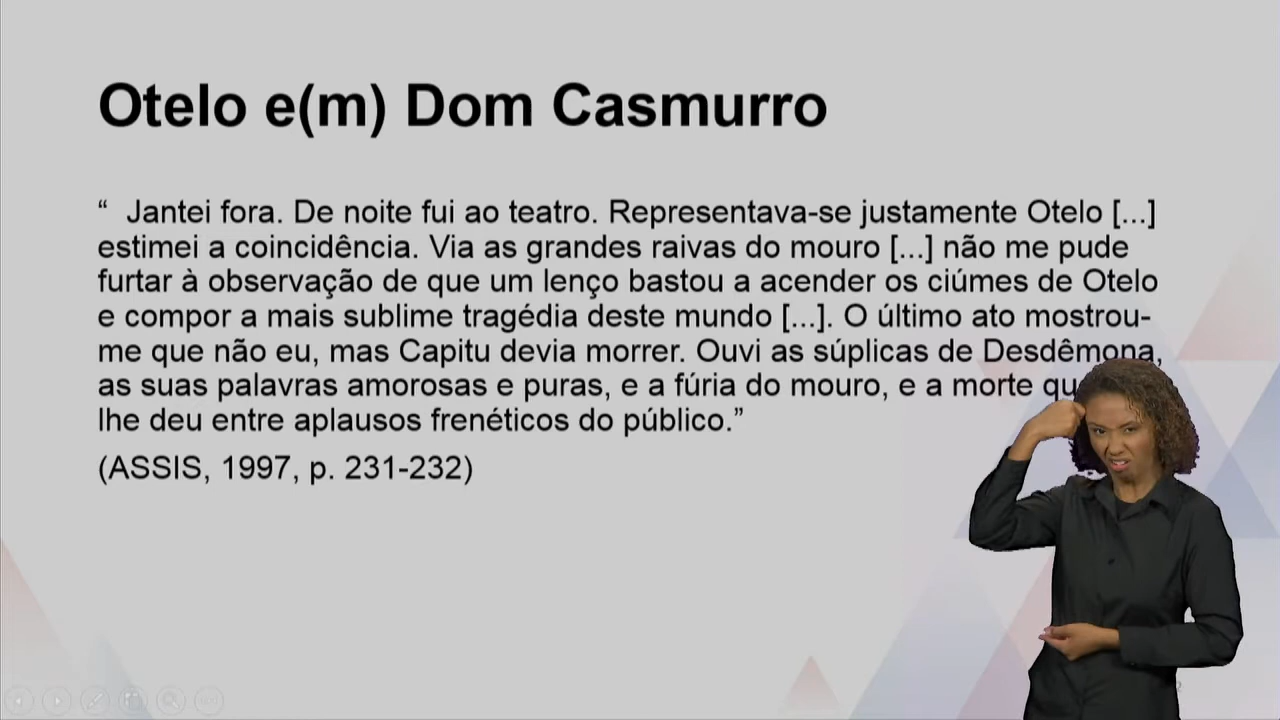 Otelo e(m) Dom Casmurro
“ Jantei fora. De noite fui ao teatro. Representava-se justamente Otelo [...]
estimei a coincidência. Via as grandes raivas do mouro [...] não me pude
furtar à observação de que um lenço bastou a acender os ciúmes de Otelo
e compor a mais sublime tragédia deste mundo [...]. O último ato mostrou-
me que não eu, mas Capitu devia morrer. Ouvi as súplicas de Desdêmona,
as suas palavras amorosas e puras, e a fúria do mouro, e a morte
lhe deu entre aplausos frenéticos do público.”
(ASSIS, 1997, p. 231-232)